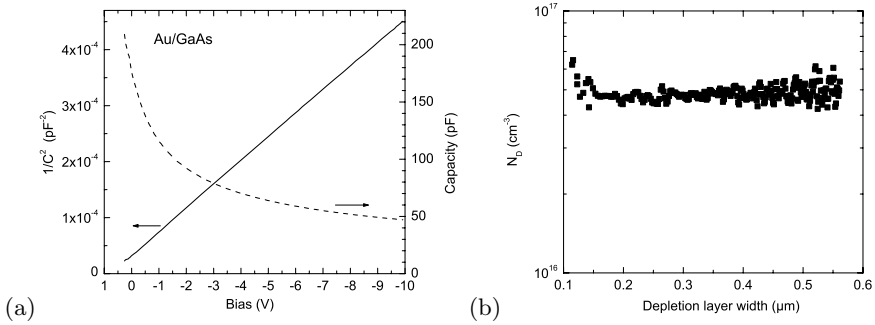 (a)
Au/GaAs
1/C² (pF⁻²)
4x10⁻⁴
3x10⁻⁴
2x10⁻⁴
1x10⁻⁴
0
1 0 -1 -2 -3 -4 -5 -6 -7 -8 -9 -10
Bias (V)
200
150
100
50
0
Capacity (pF)
(b)
N_D (cm⁻³)
10¹⁷
10¹⁶
0.1 0.2 0.3 0.4 0.5 0.6
Depletion layer width (µm)